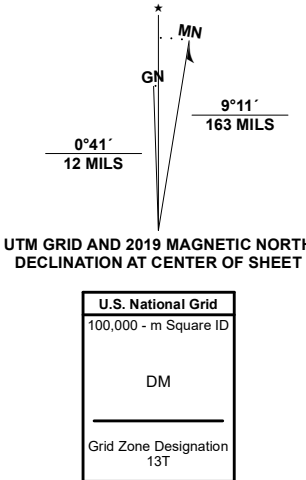 ★
MN
GN
9°11´
163 MILS
0°41´
12 MILS
UTM GRID AND 2019 MAGNETIC NORTH
DECLINATION AT CENTER OF SHEET
U.S. National Grid
100,000 - m Square ID
DM
Grid Zone Designation
13T